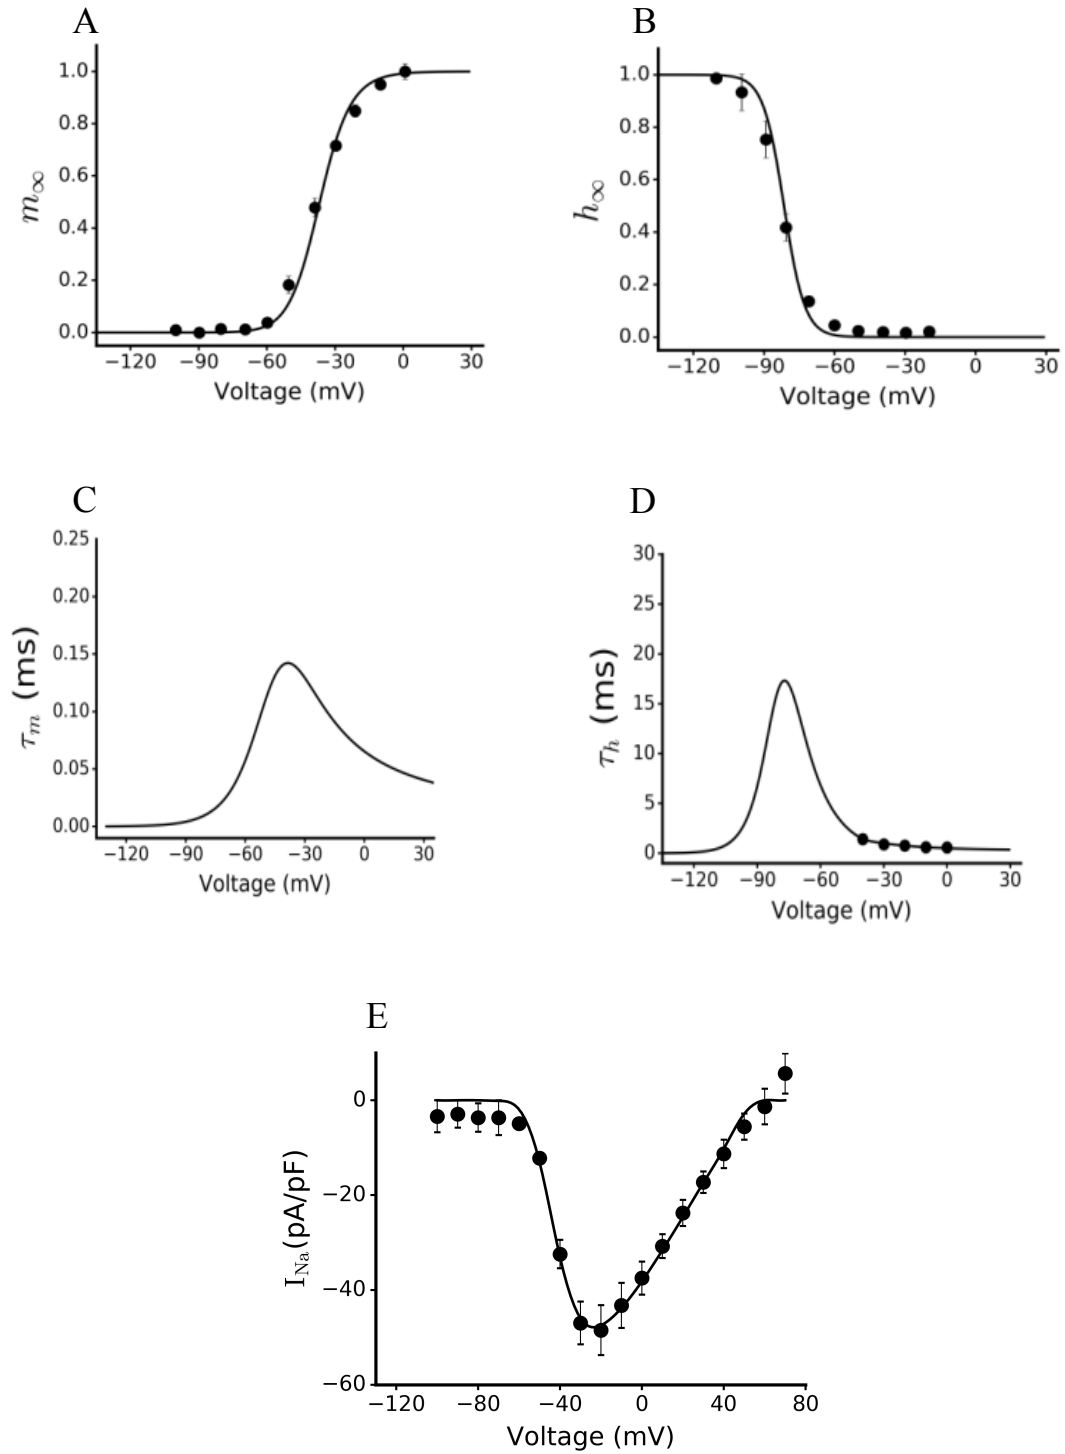 A
1.0
0.8
0.6
0.4
0.2
0.0
m∞
−120 −90 −60 −30 0 30
Voltage (mV)
B
1.0
0.8
0.6
0.4
0.2
0.0
h∞
−120 −90 −60 −30 0 30
Voltage (mV)
C
0.25
0.20
0.15
0.10
0.05
0.00
τm (ms)
−120 −90 −60 −30 0 30
Voltage (mV)
D
30
25
20
15
10
5
0
τh (ms)
−120 −90 −60 −30 0 30
Voltage (mV)
E
0
−20
−40
−60
INa(pA/pF)
−120 −80 −40 0 40 80
Voltage (mV)